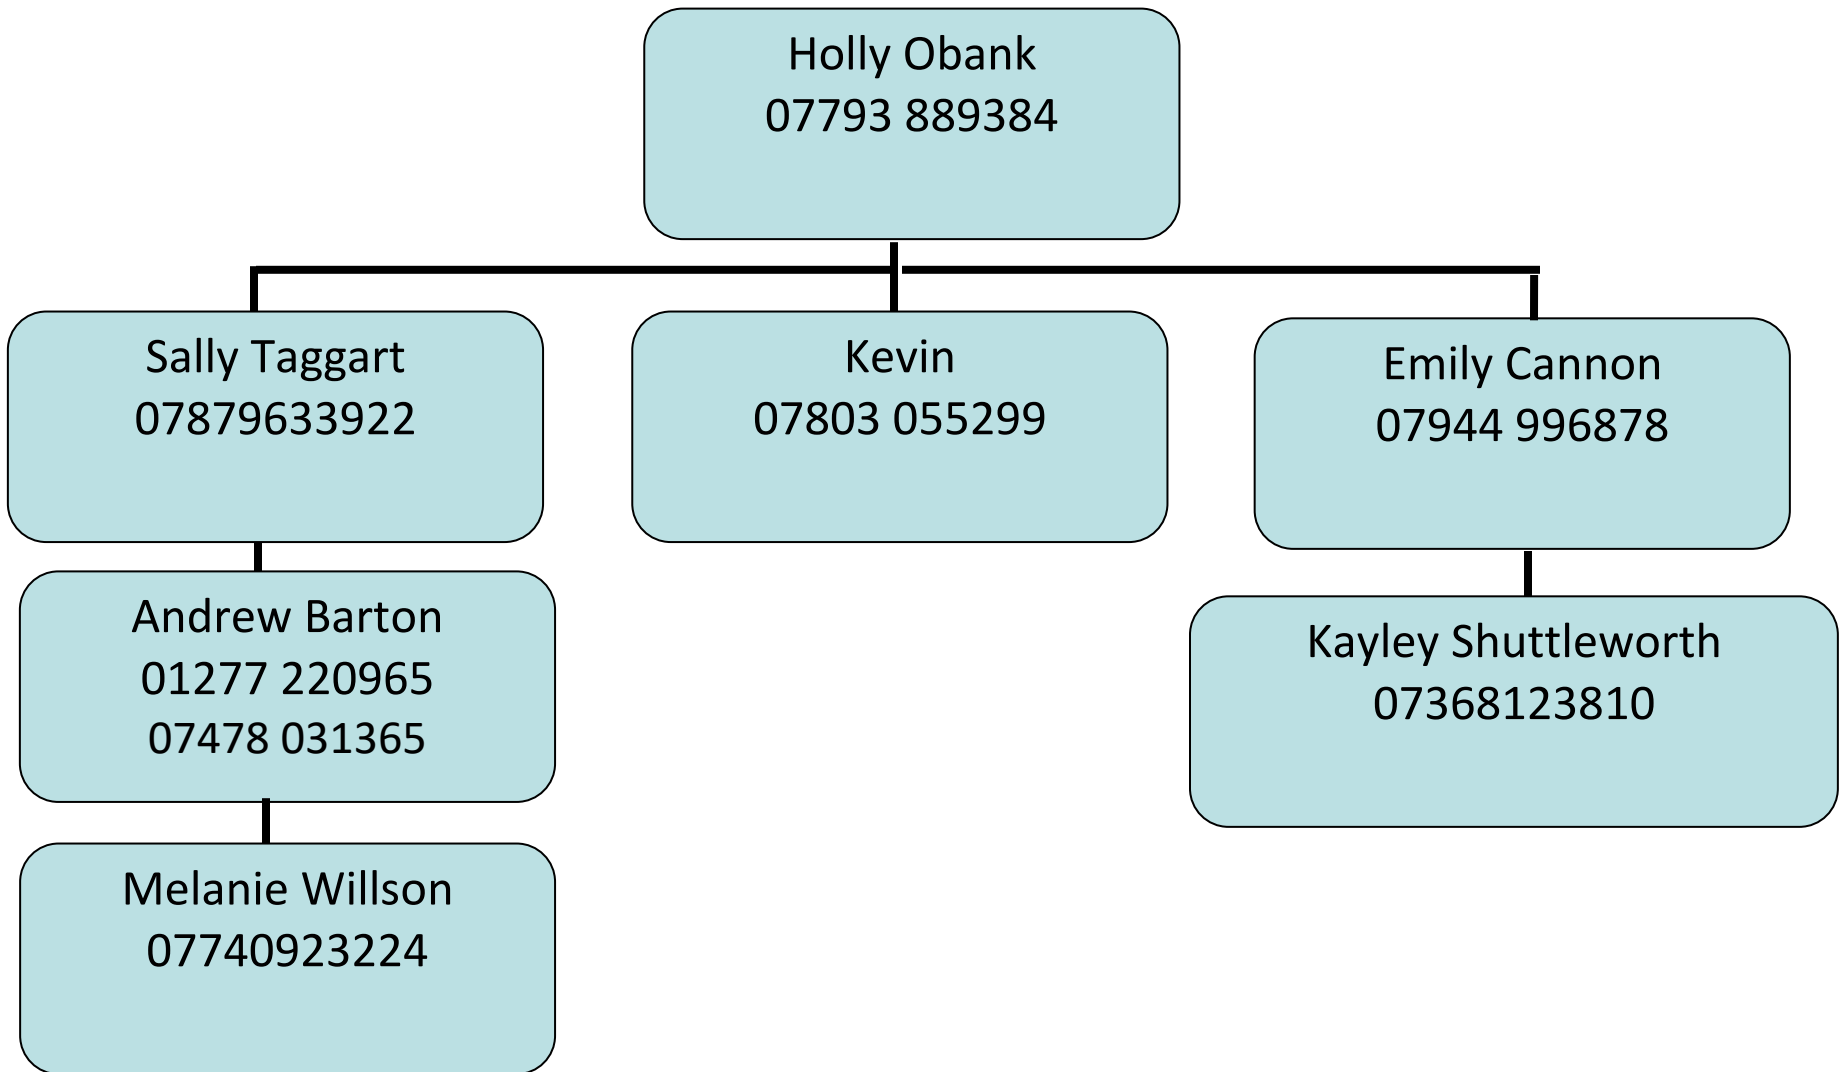 Holly Obank
07793 889384
Sally Taggart
07879633922
Kevin
07803 055299
Emily Cannon
07944 996878
Andrew Barton
01277 220965
07478 031365
Kayley Shuttleworth
07368123810
Melanie Willson
07740923224